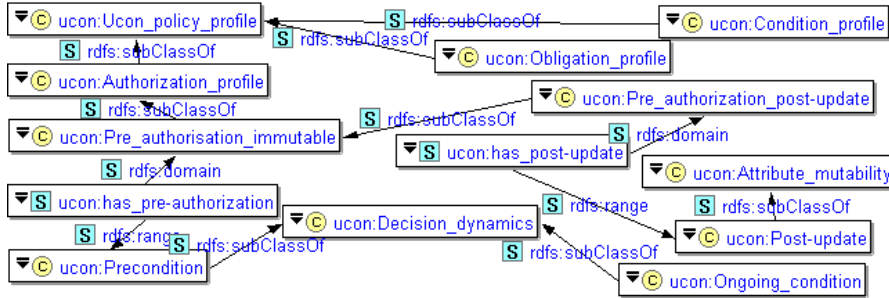 C ucon:Ucon_policy_profile
C ucon:Condition_profile
S rdfs:subClassOf
S rdfs:subClassOf
S rdfs:subClassOf
C ucon:Obligation_profile
C ucon:Authorization_profile
S rdfs:subClassOf
C ucon:Pre_authorization_post-update
S rdfs:subClassOf
C ucon:Pre_authorisation_immutable
S rdfs:domain
S ucon:has_post-update
S rdfs:domain
C ucon:Attribute_mutability
S ucon:has_pre-authorization
S rdfs:range
S rdfs:subClassOf
C ucon:Decision_dynamics
S rdfs:range
S rdfs:subClassOf
C ucon:Post-update
S rdfs:subClassOf
C ucon:Precondition
C ucon:Ongoing_condition